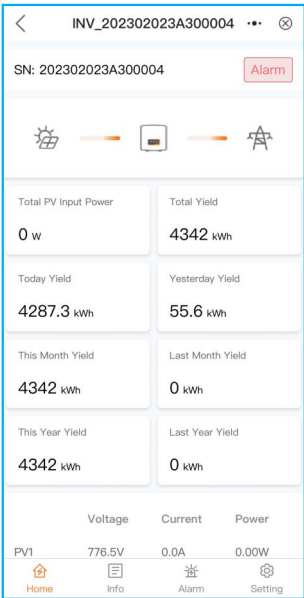 INV_202302023A300004
SN: 202302023A300004 Alarm
Total PV Input Power Total Yield
0 w 4342 kWh
Today Yield Yesterday Yield
4287.3 kWh 55.6 kWh
This Month Yield Last Month Yield
4342 kWh 0 kWh
This Year Yield Last Year Yield
4342 kWh 0 kWh
Voltage Current Power
PV1 776.5V 0.0A 0.00W
Home Info Alarm Setting